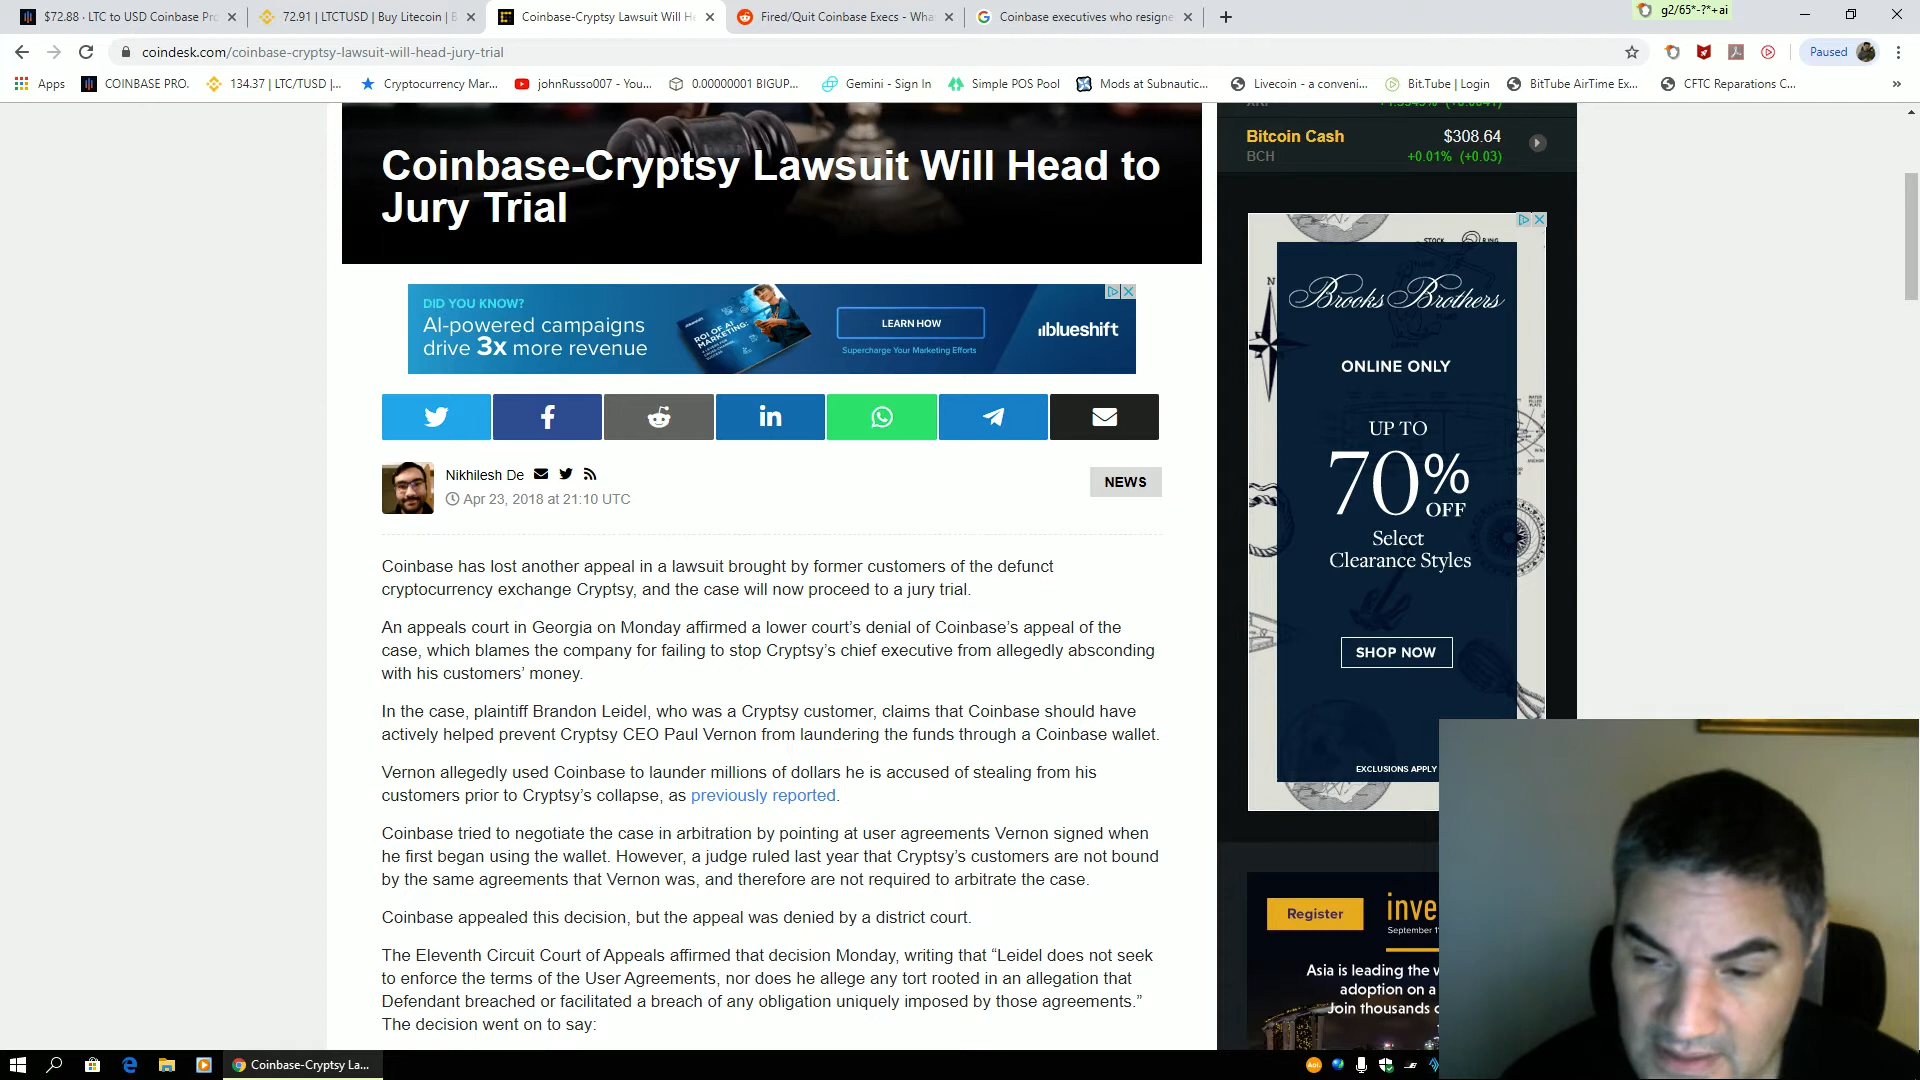 $72.88 · LTC to USD Coinbase Pro
72.91 | LTCTUSD | Buy Litecoin | B
Coinbase-Cryptsy Lawsuit Will He
Fired/Quit Coinbase Execs - Wha
Coinbase executives who resigne
g2/65*-?*+ai
coindesk.com/coinbase-cryptsy-lawsuit-will-head-jury-trial
Paused
Apps
COINBASE PRO.
134.37 | LTC/TUSD |...
Cryptocurrency Mar...
johnRusso007 - You...
0.00000001 BIGUP...
Gemini - Sign In
Simple POS Pool
Mods at Subnautic...
Livecoin - a conveni...
Bit.Tube | Login
BitTube AirTime Ex...
CFTC Reparations C...
»
Coinbase-Cryptsy Lawsuit Will Head to
Jury Trial
DID YOU KNOW?
AI-powered campaigns
drive 3x more revenue
ROI OF AI
MARKETING:
LEARN HOW
Supercharge Your Marketing Efforts
blueshift
Nikhilesh De
Apr 23, 2018 at 21:10 UTC
NEWS
Coinbase has lost another appeal in a lawsuit brought by former customers of the defunct
cryptocurrency exchange Cryptsy, and the case will now proceed to a jury trial.
An appeals court in Georgia on Monday affirmed a lower court’s denial of Coinbase’s appeal of the
case, which blames the company for failing to stop Cryptsy’s chief executive from allegedly absconding
with his customers’ money.
In the case, plaintiff Brandon Leidel, who was a Cryptsy customer, claims that Coinbase should have
actively helped prevent Cryptsy CEO Paul Vernon from laundering the funds through a Coinbase wallet.
Vernon allegedly used Coinbase to launder millions of dollars he is accused of stealing from his
customers prior to Cryptsy’s collapse, as previously reported.
Coinbase tried to negotiate the case in arbitration by pointing at user agreements Vernon signed when
he first began using the wallet. However, a judge ruled last year that Cryptsy’s customers are not bound
by the same agreements that Vernon was, and therefore are not required to arbitrate the case.
Coinbase appealed this decision, but the appeal was denied by a district court.
The Eleventh Circuit Court of Appeals affirmed that decision Monday, writing that “Leidel does not seek
to enforce the terms of the User Agreements, nor does he allege any tort rooted in an allegation that
Defendant breached or facilitated a breach of any obligation uniquely imposed by those agreements.”
The decision went on to say:
Bitcoin Cash
$308.64
BCH
+0.01% (+0.03)
STOCK
RING
N
Brooks Brothers
ONLINE ONLY
UP TO
70%
OFF
Select
Clearance Styles
SHOP NOW
EXCLUSIONS APPLY
Register
inve
September 1
Asia is leading the w
adoption on a
Join thousands o
Coinbase-Cryptsy La...